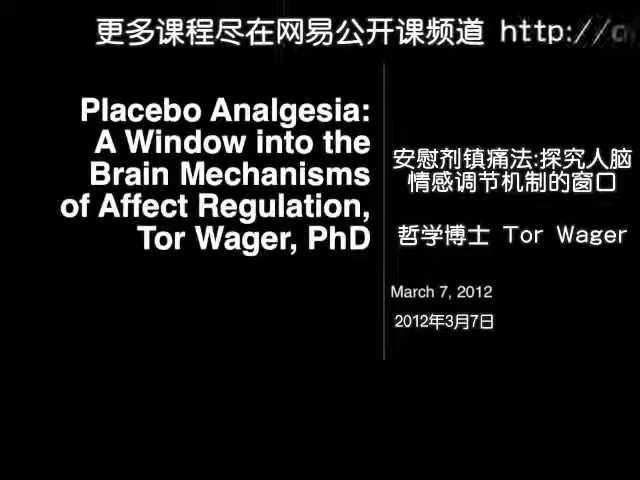 更多课程尽在网易公开课频道 http://
Placebo Analgesia:
A Window into the
Brain Mechanisms
of Affect Regulation,
Tor Wager, PhD
安慰剂镇痛法:探究人脑
情感调节机制的窗口
哲学博士 Tor Wager
March 7, 2012
2012年3月7日